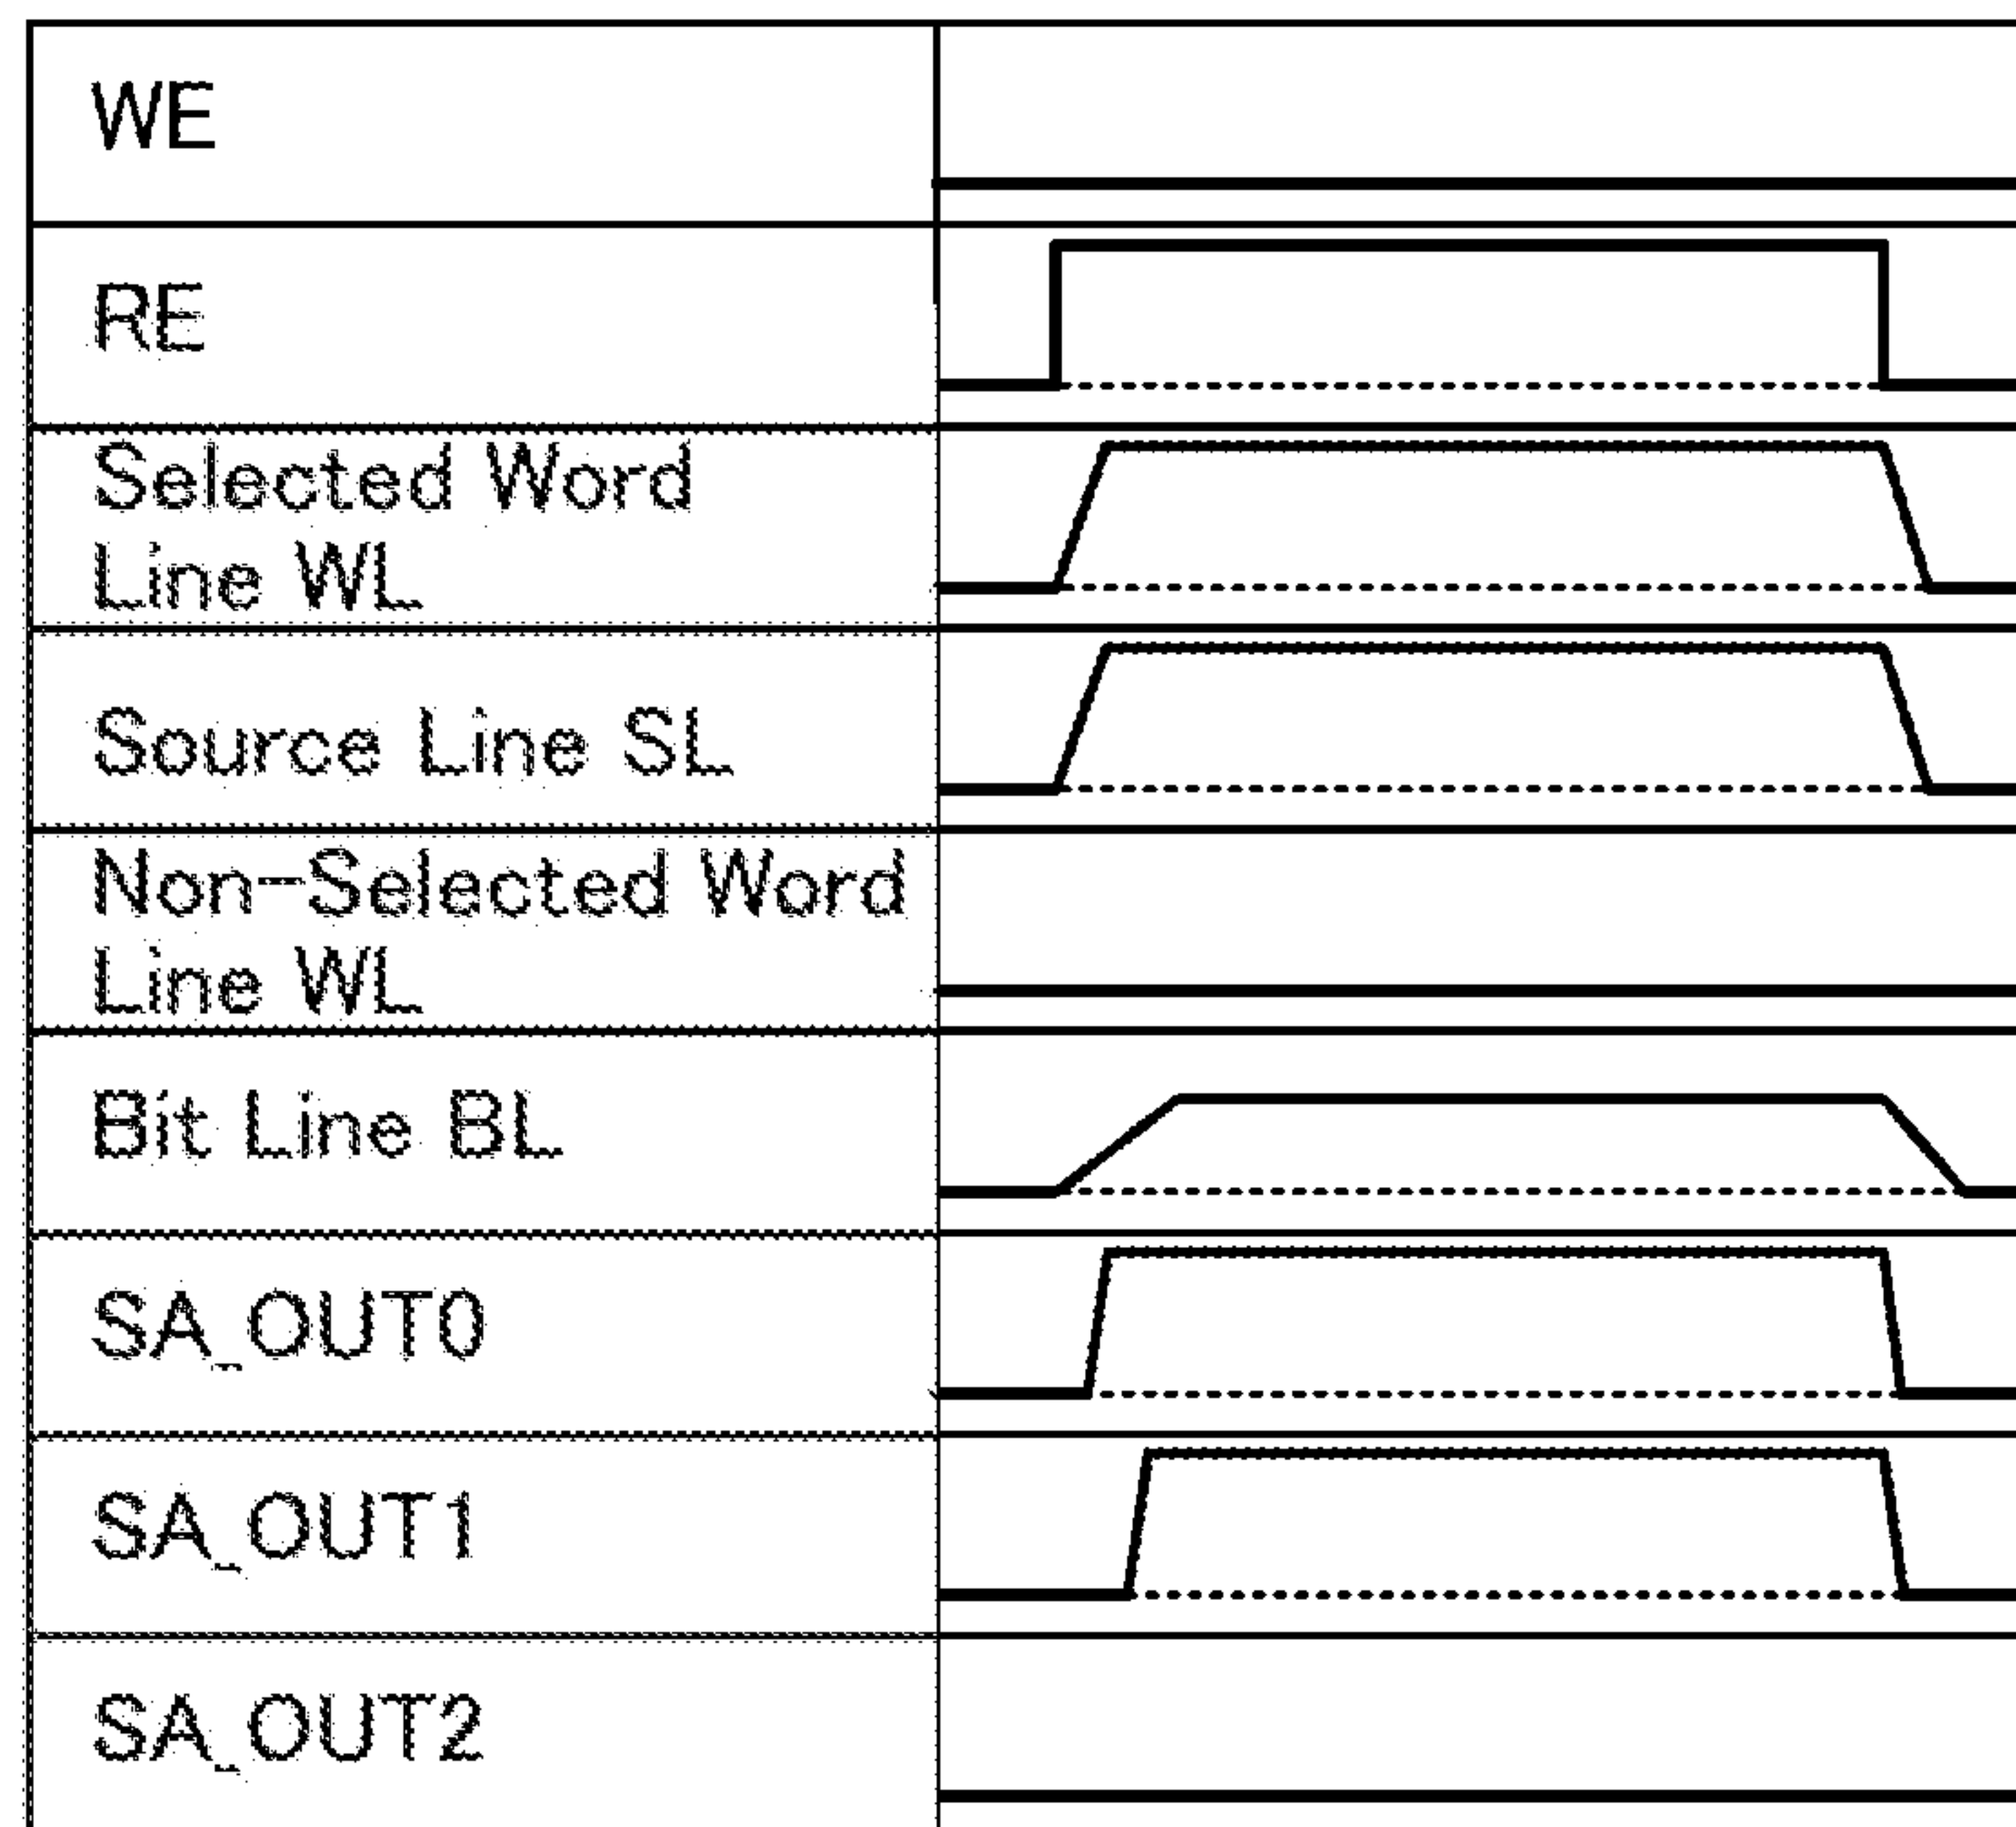 WE
RE
Selected Word
Line WL
Source Line SL
Non-Selected Word
Line WL
Bit Line BL
SA_OUT0
SA_OUT1
SA_OUT2